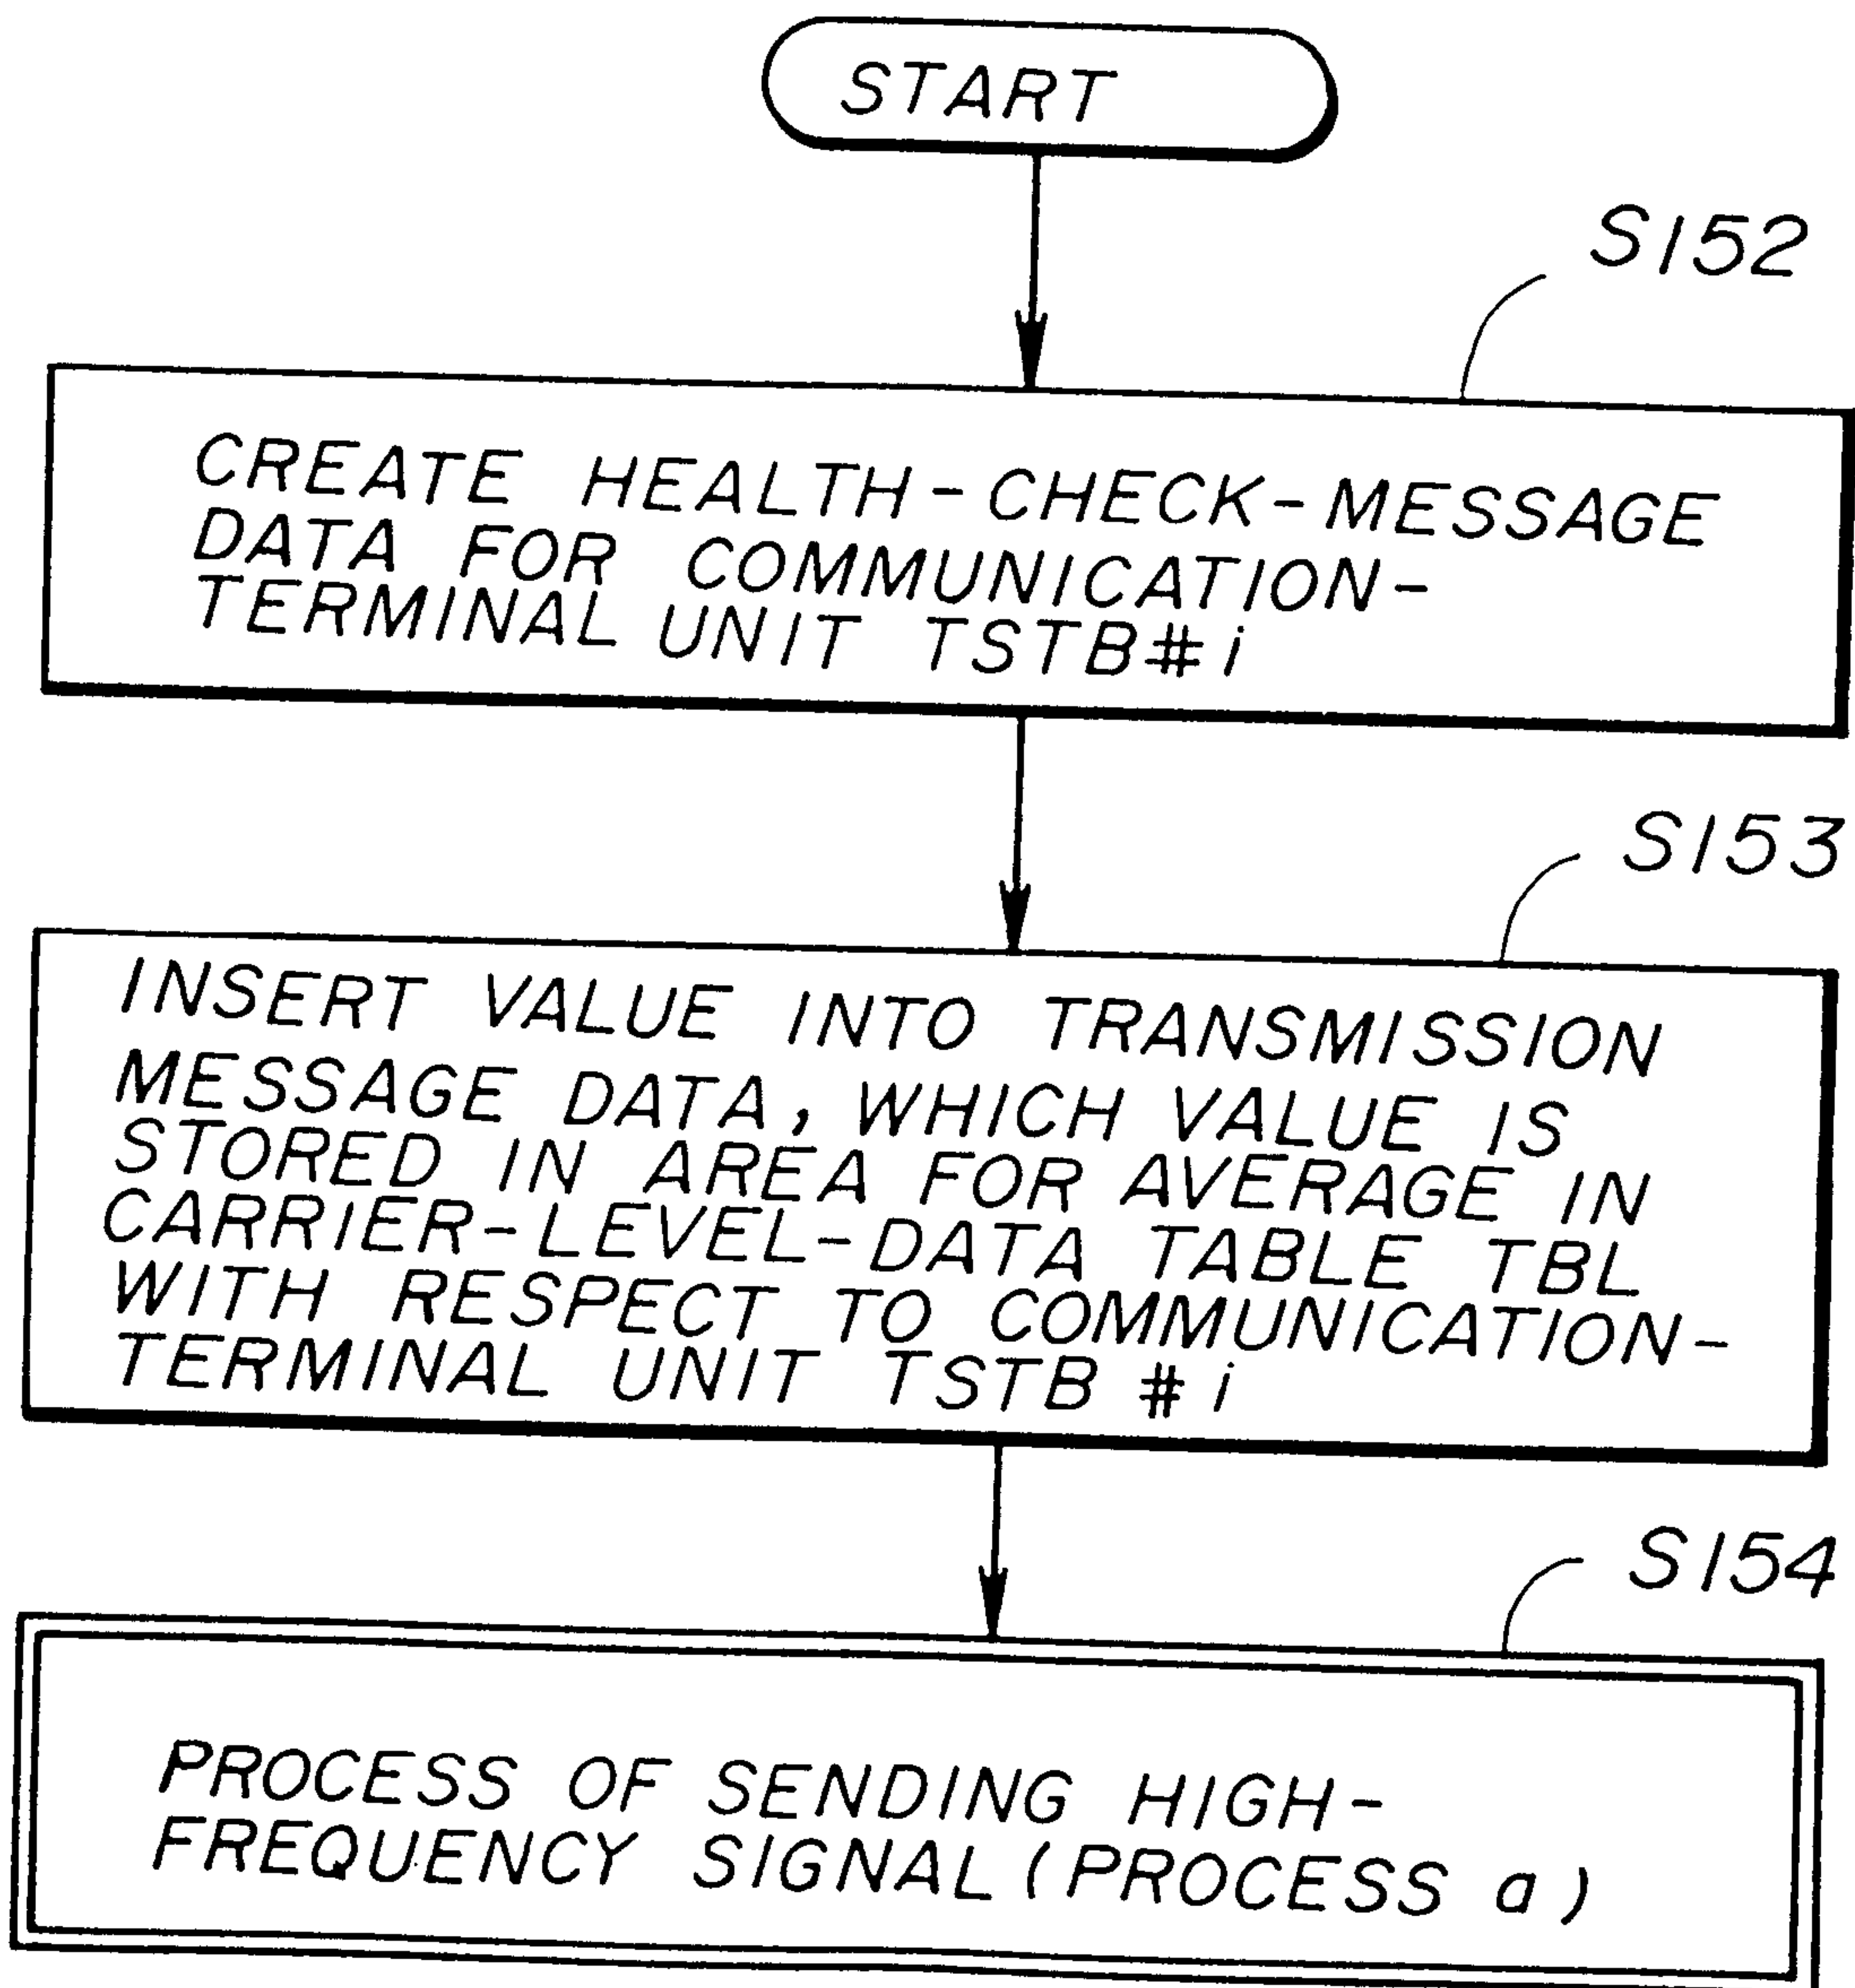 START
S152
CREATE HEALTH-CHECK-MESSAGE
DATA FOR COMMUNICATION-
TERMINAL UNIT TSTB#i
S153
INSERT VALUE INTO TRANSMISSION
MESSAGE DATA, WHICH VALUE IS
STORED IN AREA FOR AVERAGE IN
CARRIER-LEVEL-DATA TABLE TBL
WITH RESPECT TO COMMUNICATION-
TERMINAL UNIT TSTB #i
S154
PROCESS OF SENDING HIGH-
FREQUENCY SIGNAL (PROCESS a)